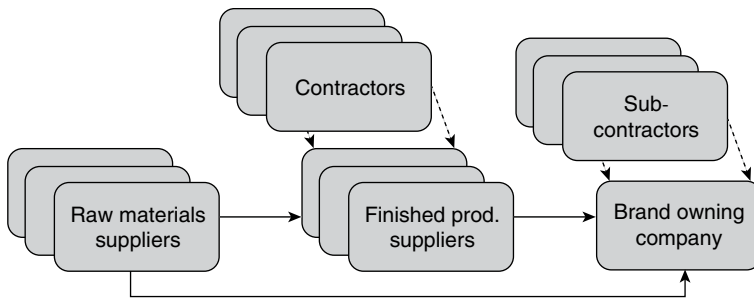 Contractors
Sub-
contractors
Raw materials
suppliers
Finished prod.
suppliers
Brand owning
company